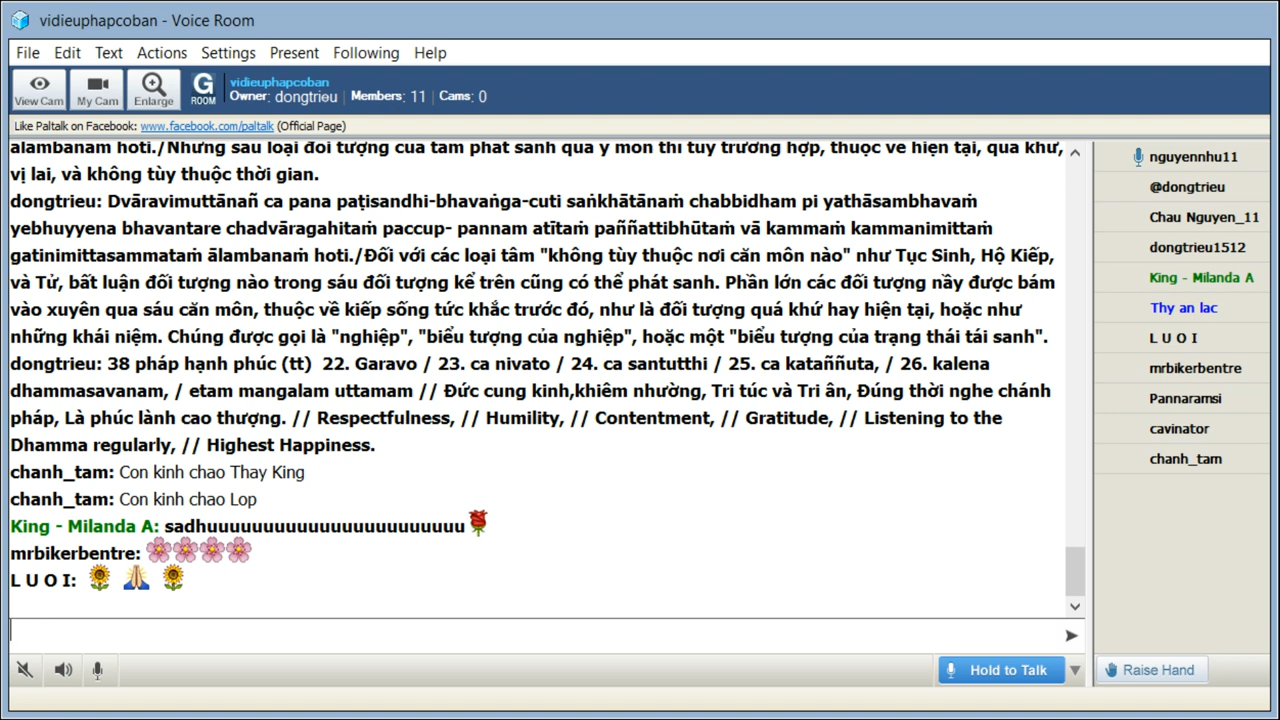 vidieuphapcoban - Voice Room
File Edit Text Actions Settings Present Following Help
View Cam
My Cam
Enlarge
G ROOM
vidieuphapcoban
Owner: dongtrieu | Members: 11 | Cams: 0
Like Paltalk on Facebook: www.facebook.com/paltalk (Official Page)
ālambanaṁ hoti./Nhưng sáu loại đối tượng của tâm phát sanh qua ý môn thì tùy trường hợp, thuộc về hiện tại, quá khứ,
vị lai, và không tùy thuộc thời gian.
dongtrieu: Dvāravimuttānañ ca pana paṭisandhi-bhavaṅga-cuti saṅkhātānaṁ chabbidham pi yathāsambhavaṁ
yebhuyyena bhavantare chadvāragahitaṁ paccup- pannam atītaṁ paññattibhūtaṁ vā kammaṁ kammanimittaṁ
gatinimittasammataṁ ālambanaṁ hoti./Đối với các loại tâm "không tùy thuộc nơi căn môn nào" như Tục Sinh, Hộ Kiếp,
và Tử, bất luận đối tượng nào trong sáu đối tượng kể trên cũng có thể phát sanh. Phần lớn các đối tượng nầy được bám
vào xuyên qua sáu căn môn, thuộc về kiếp sống tức khắc trước đó, như là đối tượng quá khứ hay hiện tại, hoặc như
những khái niệm. Chúng được gọi là "nghiệp", "biểu tượng của nghiệp", hoặc một "biểu tượng của trạng thái tái sanh".
dongtrieu: 38 pháp hạnh phúc (tt) 22. Garavo / 23. ca nivato / 24. ca santutthi / 25. ca kataññuta, / 26. kalena
dhammasavanam, / etam mangalam uttamam // Đức cung kinh,khiêm nhường, Tri túc và Tri ân, Đúng thời nghe chánh
pháp, Là phúc lành cao thượng. // Respectfulness, // Humility, // Contentment, // Gratitude, // Listening to the
Dhamma regularly, // Highest Happiness.
chanh_tam: Con kinh chao Thay King
chanh_tam: Con kinh chao Lop
King - Milanda A: sadhuuuuuuuuuuuuuuuuuuuuuuu
mrbikerbentre:
L U O I:
nguyennhu11
@dongtrieu
Chau Nguyen_11
dongtrieu1512
King - Milanda A
Thy an lac
L U O I
mrbikerbentre
Pannaramsi
cavinator
chanh_tam
Hold to Talk
Raise Hand